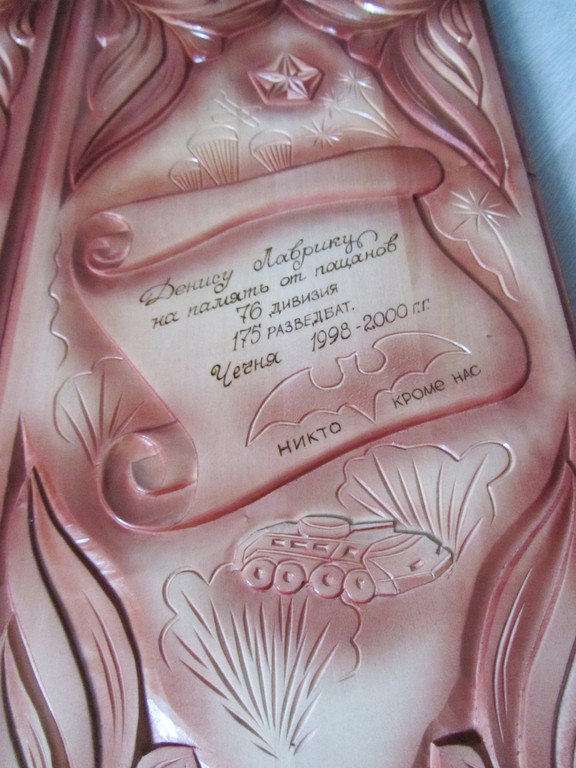 Денису Лаврику
на память от пацанов
76 дивизия
175 разведбат.
Чечня 1998-2000 г.г.
никто кроме нас